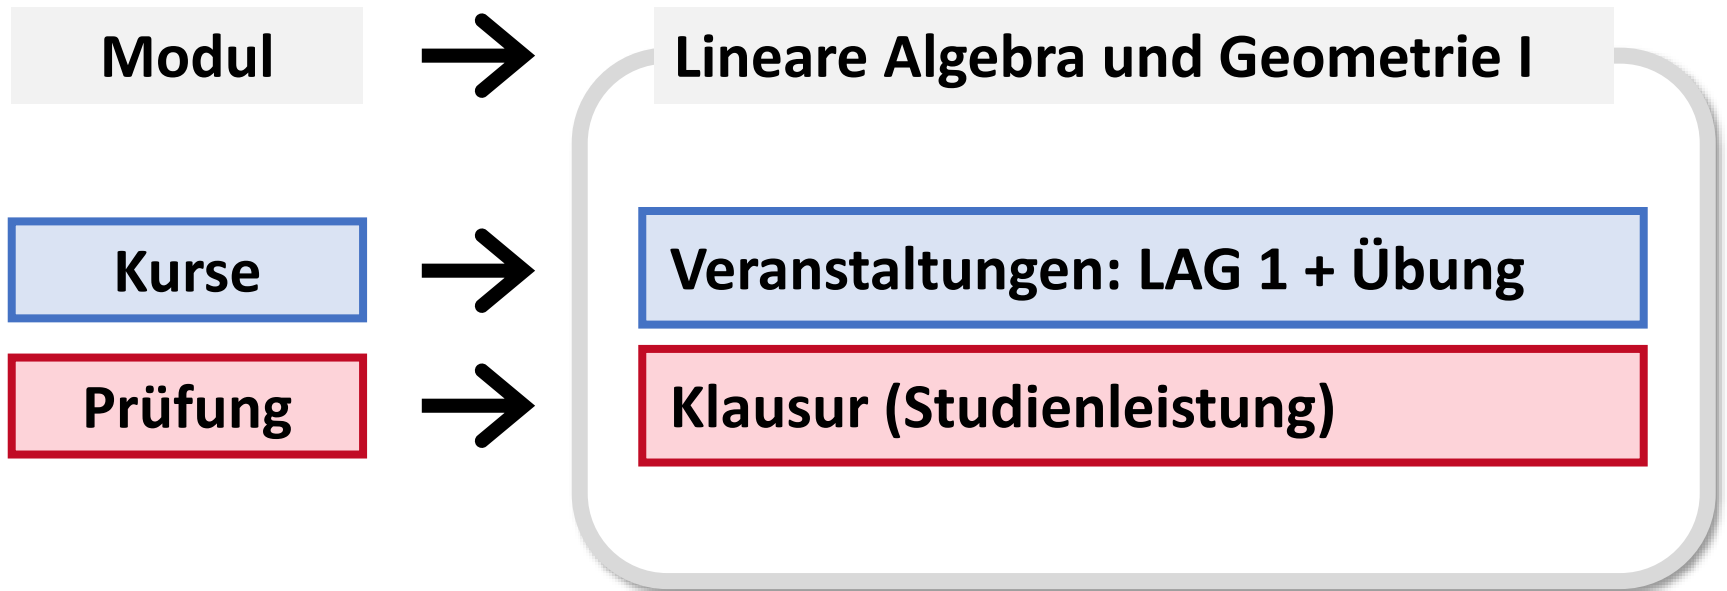 Modul
Lineare Algebra und Geometrie I
Kurse
Veranstaltungen: LAG 1 + Übung
Prüfung
Klausur (Studienleistung)